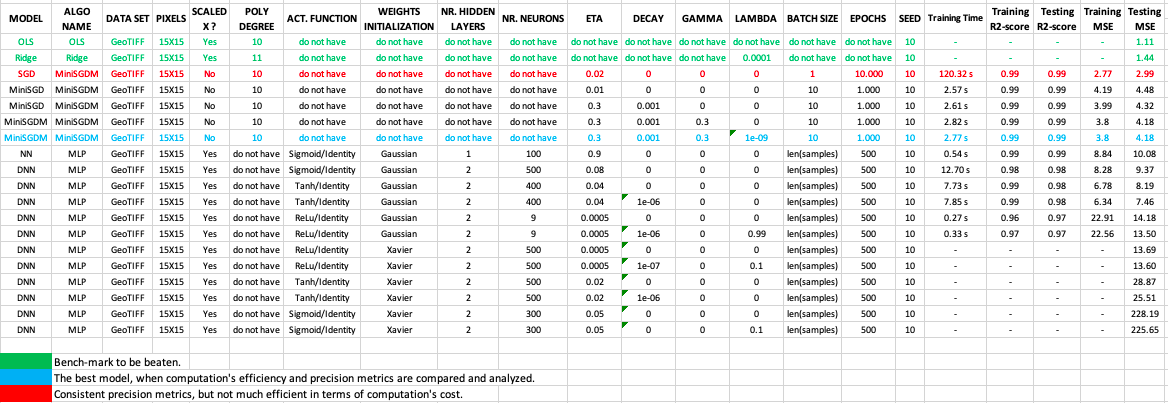 MODEL ALGO NAME DATA SET PIXELS SCALED X ? POLY DEGREE ACT. FUNCTION WEIGHTS INITIALIZATION NR. HIDDEN LAYERS NR. NEURONS ETA DECAY GAMMA LAMBDA BATCH SIZE EPOCHS SEED Training Time Training R2-score Testing R2-score Training MSE Testing MSE
OLS OLS GeoTIFF 15X15 Yes 10 do not have do not have do not have do not have do not have do not have do not have do not have do not have do not have 10 - - - - 1.11
Ridge Ridge GeoTIFF 15X15 Yes 11 do not have do not have do not have do not have do not have do not have do not have 0.0001 do not have do not have 10 - - - - 1.44
SGD MiniSGDM GeoTIFF 15X15 No 10 do not have do not have do not have do not have 0.02 0 0 0 1 10.000 10 120.32 s 0.99 0.99 2.77 2.99
MiniSGD MiniSGDM GeoTIFF 15X15 No 10 do not have do not have do not have do not have 0.01 0 0 0 10 1.000 10 2.57 s 0.99 0.99 4.19 4.48
MiniSGD MiniSGDM GeoTIFF 15X15 No 10 do not have do not have do not have do not have 0.3 0.001 0 0 10 1.000 10 2.61 s 0.99 0.99 3.99 4.32
MiniSGDM MiniSGDM GeoTIFF 15X15 No 10 do not have do not have do not have do not have 0.3 0.001 0.3 0 10 1.000 10 2.82 s 0.99 0.99 3.8 4.18
MiniSGDM MiniSGDM GeoTIFF 15X15 No 10 do not have do not have do not have do not have 0.3 0.001 0.3 1e-09 10 1.000 10 2.77 s 0.99 0.99 3.8 4.18
NN MLP GeoTIFF 15X15 Yes do not have Sigmoid/Identity Gaussian 1 100 0.9 0 0 0 len(samples) 500 10 0.54 s 0.99 0.99 8.84 10.08
DNN MLP GeoTIFF 15X15 Yes do not have Sigmoid/Identity Gaussian 2 500 0.08 0 0 0 len(samples) 500 10 12.70 s 0.98 0.98 8.28 9.37
DNN MLP GeoTIFF 15X15 Yes do not have Tanh/Identity Gaussian 2 400 0.04 0 0 0 len(samples) 500 10 7.73 s 0.99 0.98 6.78 8.19
DNN MLP GeoTIFF 15X15 Yes do not have Tanh/Identity Gaussian 2 400 0.04 1e-06 0 0 len(samples) 500 10 7.85 s 0.99 0.98 6.34 7.46
DNN MLP GeoTIFF 15X15 Yes do not have ReLu/Identity Gaussian 2 9 0.0005 0 0 0 len(samples) 500 10 0.27 s 0.96 0.97 22.91 14.18
DNN MLP GeoTIFF 15X15 Yes do not have ReLu/Identity Gaussian 2 9 0.0005 1e-06 0 0.99 len(samples) 500 10 0.33 s 0.97 0.97 22.56 13.50
DNN MLP GeoTIFF 15X15 Yes do not have ReLu/Identity Xavier 2 500 0.0005 0 0 0 len(samples) 500 10 - - - - 13.69
DNN MLP GeoTIFF 15X15 Yes do not have ReLu/Identity Xavier 2 500 0.0005 1e-07 0 0.1 len(samples) 500 10 - - - - 13.60
DNN MLP GeoTIFF 15X15 Yes do not have Tanh/Identity Xavier 2 500 0.02 0 0 0 len(samples) 500 10 - - - - 28.87
DNN MLP GeoTIFF 15X15 Yes do not have Tanh/Identity Xavier 2 500 0.02 1e-06 0 0 len(samples) 500 10 - - - - 25.51
DNN MLP GeoTIFF 15X15 Yes do not have Sigmoid/Identity Xavier 2 300 0.05 0 0 0 len(samples) 500 10 - - - - 228.19
DNN MLP GeoTIFF 15X15 Yes do not have Sigmoid/Identity Xavier 2 300 0.05 0 0 0.1 len(samples) 500 10 - - - - 225.65
Bench-mark to be beaten.
The best model, when computation's efficiency and precision metrics are compared and analyzed.
Consistent precision metrics, but not much efficient in terms of computation's cost.